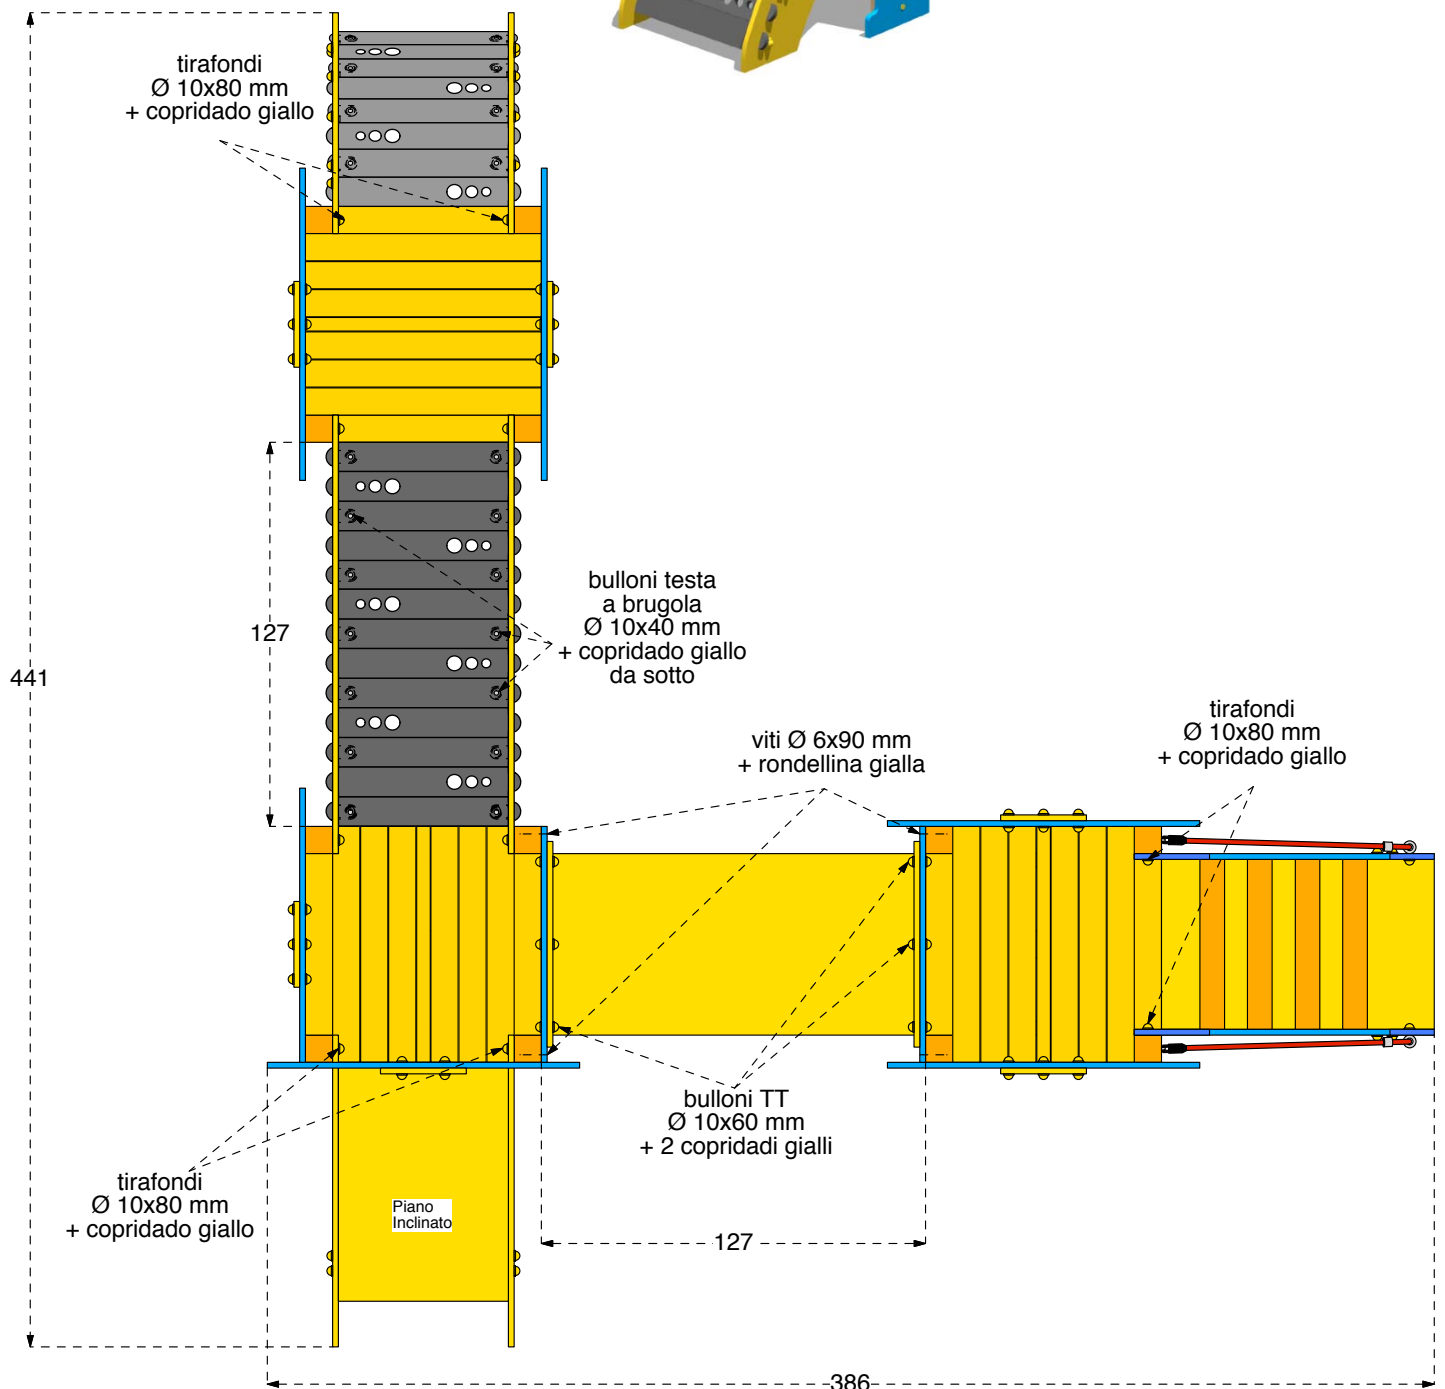 tirafondi
Ø 10x80 mm
+ copridado giallo
127
441
bulloni testa
a brugola
Ø 10x40 mm
+ copridado giallo
da sotto
viti Ø 6x90 mm
+ rondellina gialla
tirafondi
Ø 10x80 mm
+ copridado giallo
bulloni TT
Ø 10x60 mm
+ 2 copridadi gialli
tirafondi
Ø 10x80 mm
+ copridado giallo
Piano
Inclinato
127
386